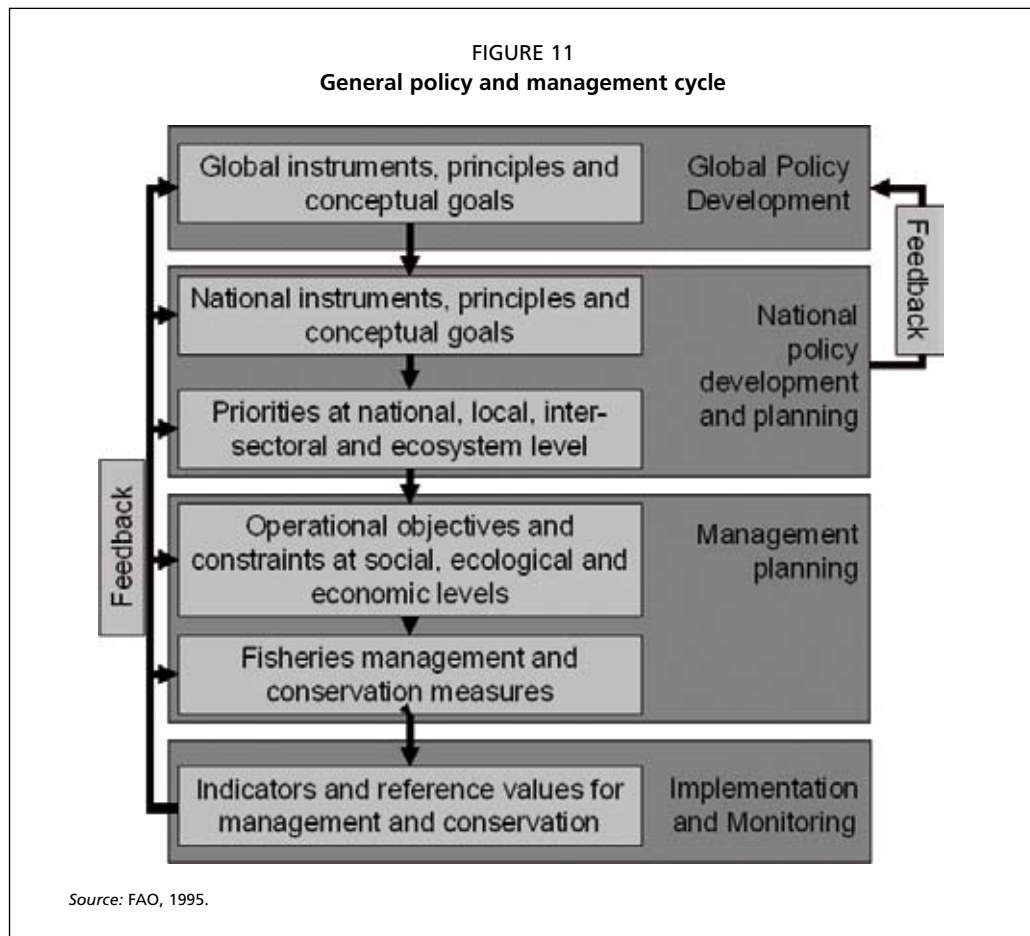 FIGURE 11
General policy and management cycle
Global instruments, principles and
conceptual goals
Global Policy
Development
National instruments, principles and
conceptual goals
Priorities at national, local, inter-
sectoral and ecosystem level
National
policy
development
and planning
Operational objectives and
constraints at social, ecological and
economic levels
Fisheries management and
conservation measures
Management
planning
Indicators and reference values for
management and conservation
Implementation
and Monitoring
Feedback
Feedback
Source: FAO, 1995.